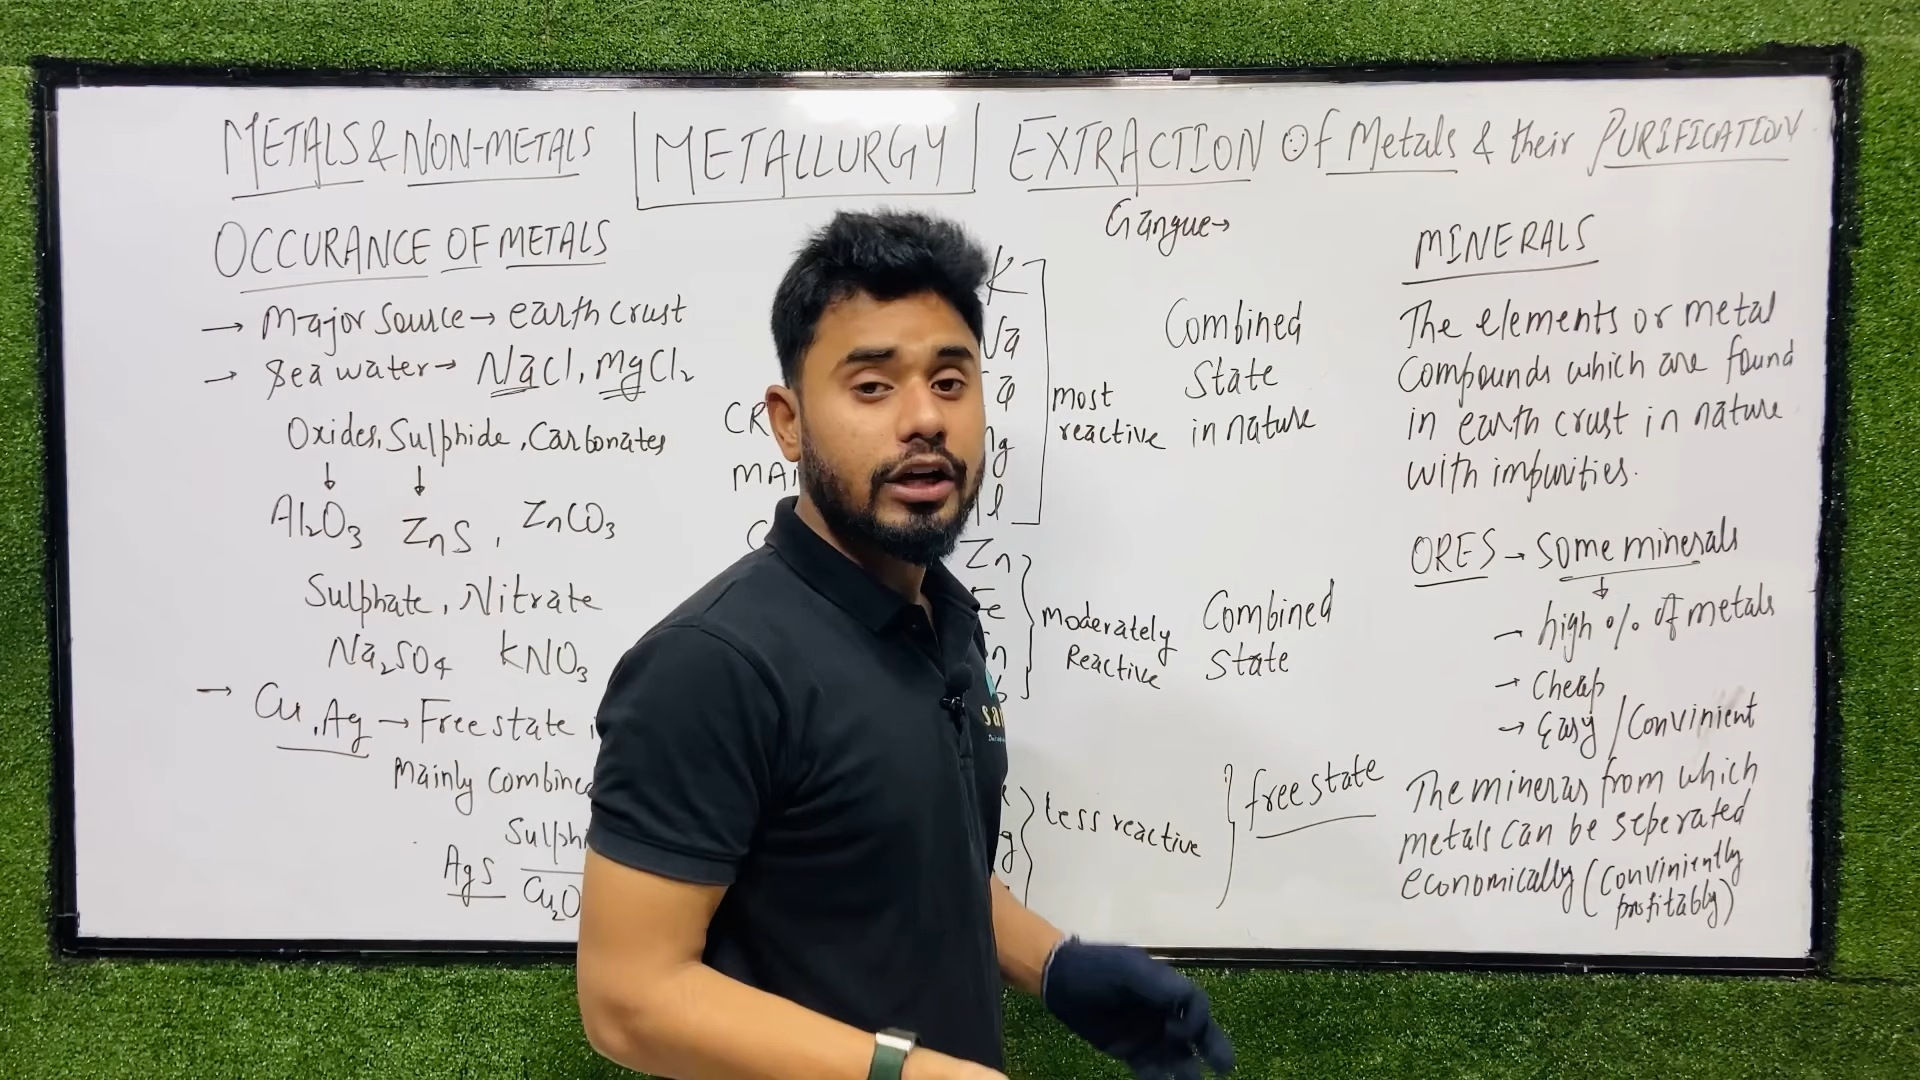 METALS & NON-METALS METALLURGY EXTRACTION of Metals & their PURIFICATION
OCCURANCE OF METALS
→ Major Source → earth crust
→ Sea water → NaCl, MgCl₂
Oxides, Sulphide, Carbonates
↓ ↓
Al₂O₃ ZnS, ZnCO₃
Sulphate, Nitrate
Na₂SO₄ KNO₃
→ Cu, Ag → Free state
Mainly
AgS Cu₂O
K
Zn
most
reactive
Combined
State
in nature
moderately
Reactive
Combined
State
less reactive
free state
Gangue →
MINERALS
The elements or metal
Compounds which are found
in earth crust in nature
with impurities.
ORES → some minerals
↓
→ high % of metals
→ Cheap
→ Easy / Convinient
The mineras from which
metals can be seperated
economically (Conviniently
profitably)